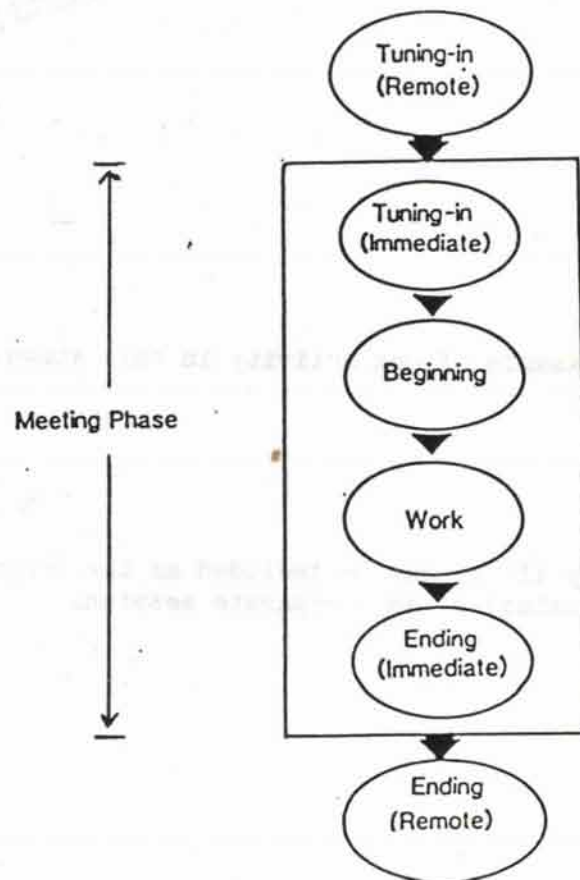 Tuning-in
(Remote)
Tuning-in
(Immediate)
Beginning
Meeting Phase
Work
Ending
(Immediate)
Ending
(Remote)